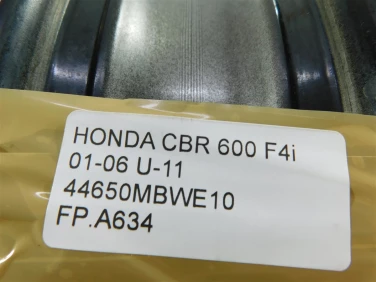 HONDA CBR 600 F4i
01-06 U-11
44650MBWE10
FP.A634